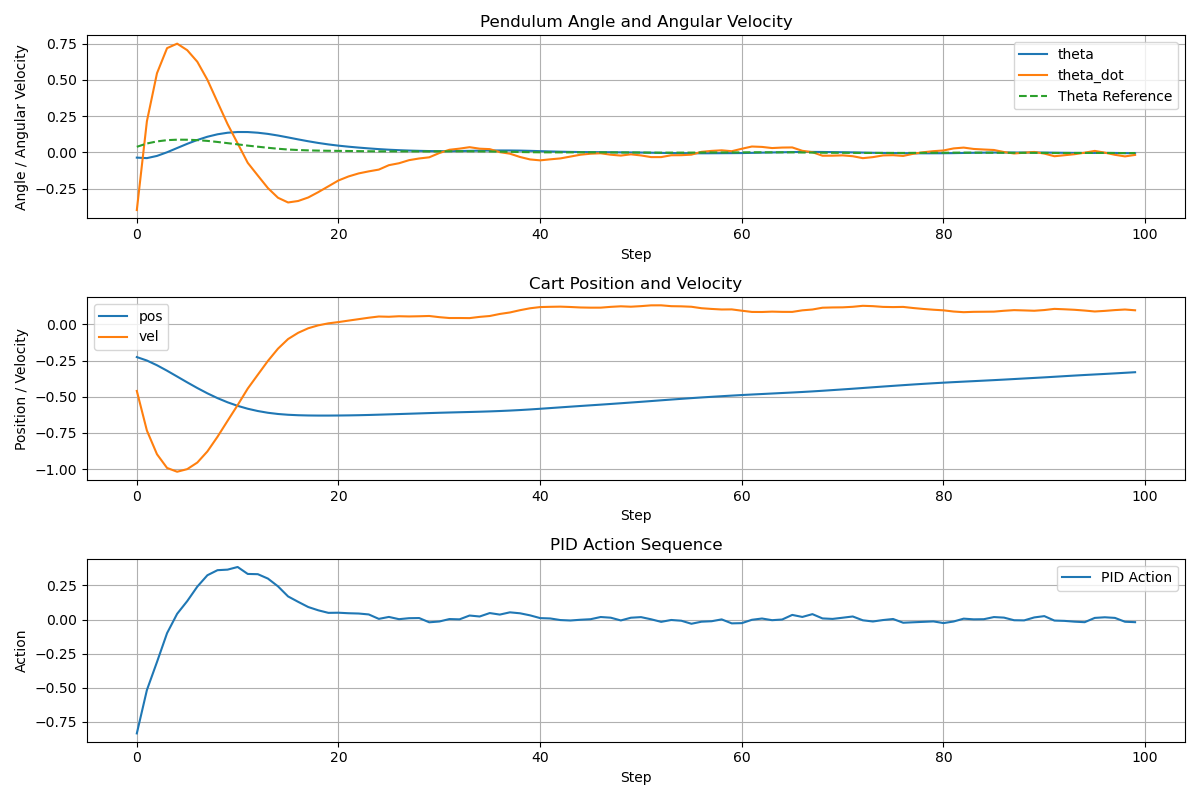 Pendulum Angle and Angular Velocity
Angle / Angular Velocity
0.75
0.50
0.25
0.00
−0.25
theta
theta_dot
Theta Reference
0 20 40 60 80 100
Step
Cart Position and Velocity
Position / Velocity
0.00
−0.25
−0.50
−0.75
−1.00
pos
vel
0 20 40 60 80 100
Step
PID Action Sequence
Action
0.25
0.00
−0.25
−0.50
−0.75
PID Action
0 20 40 60 80 100
Step